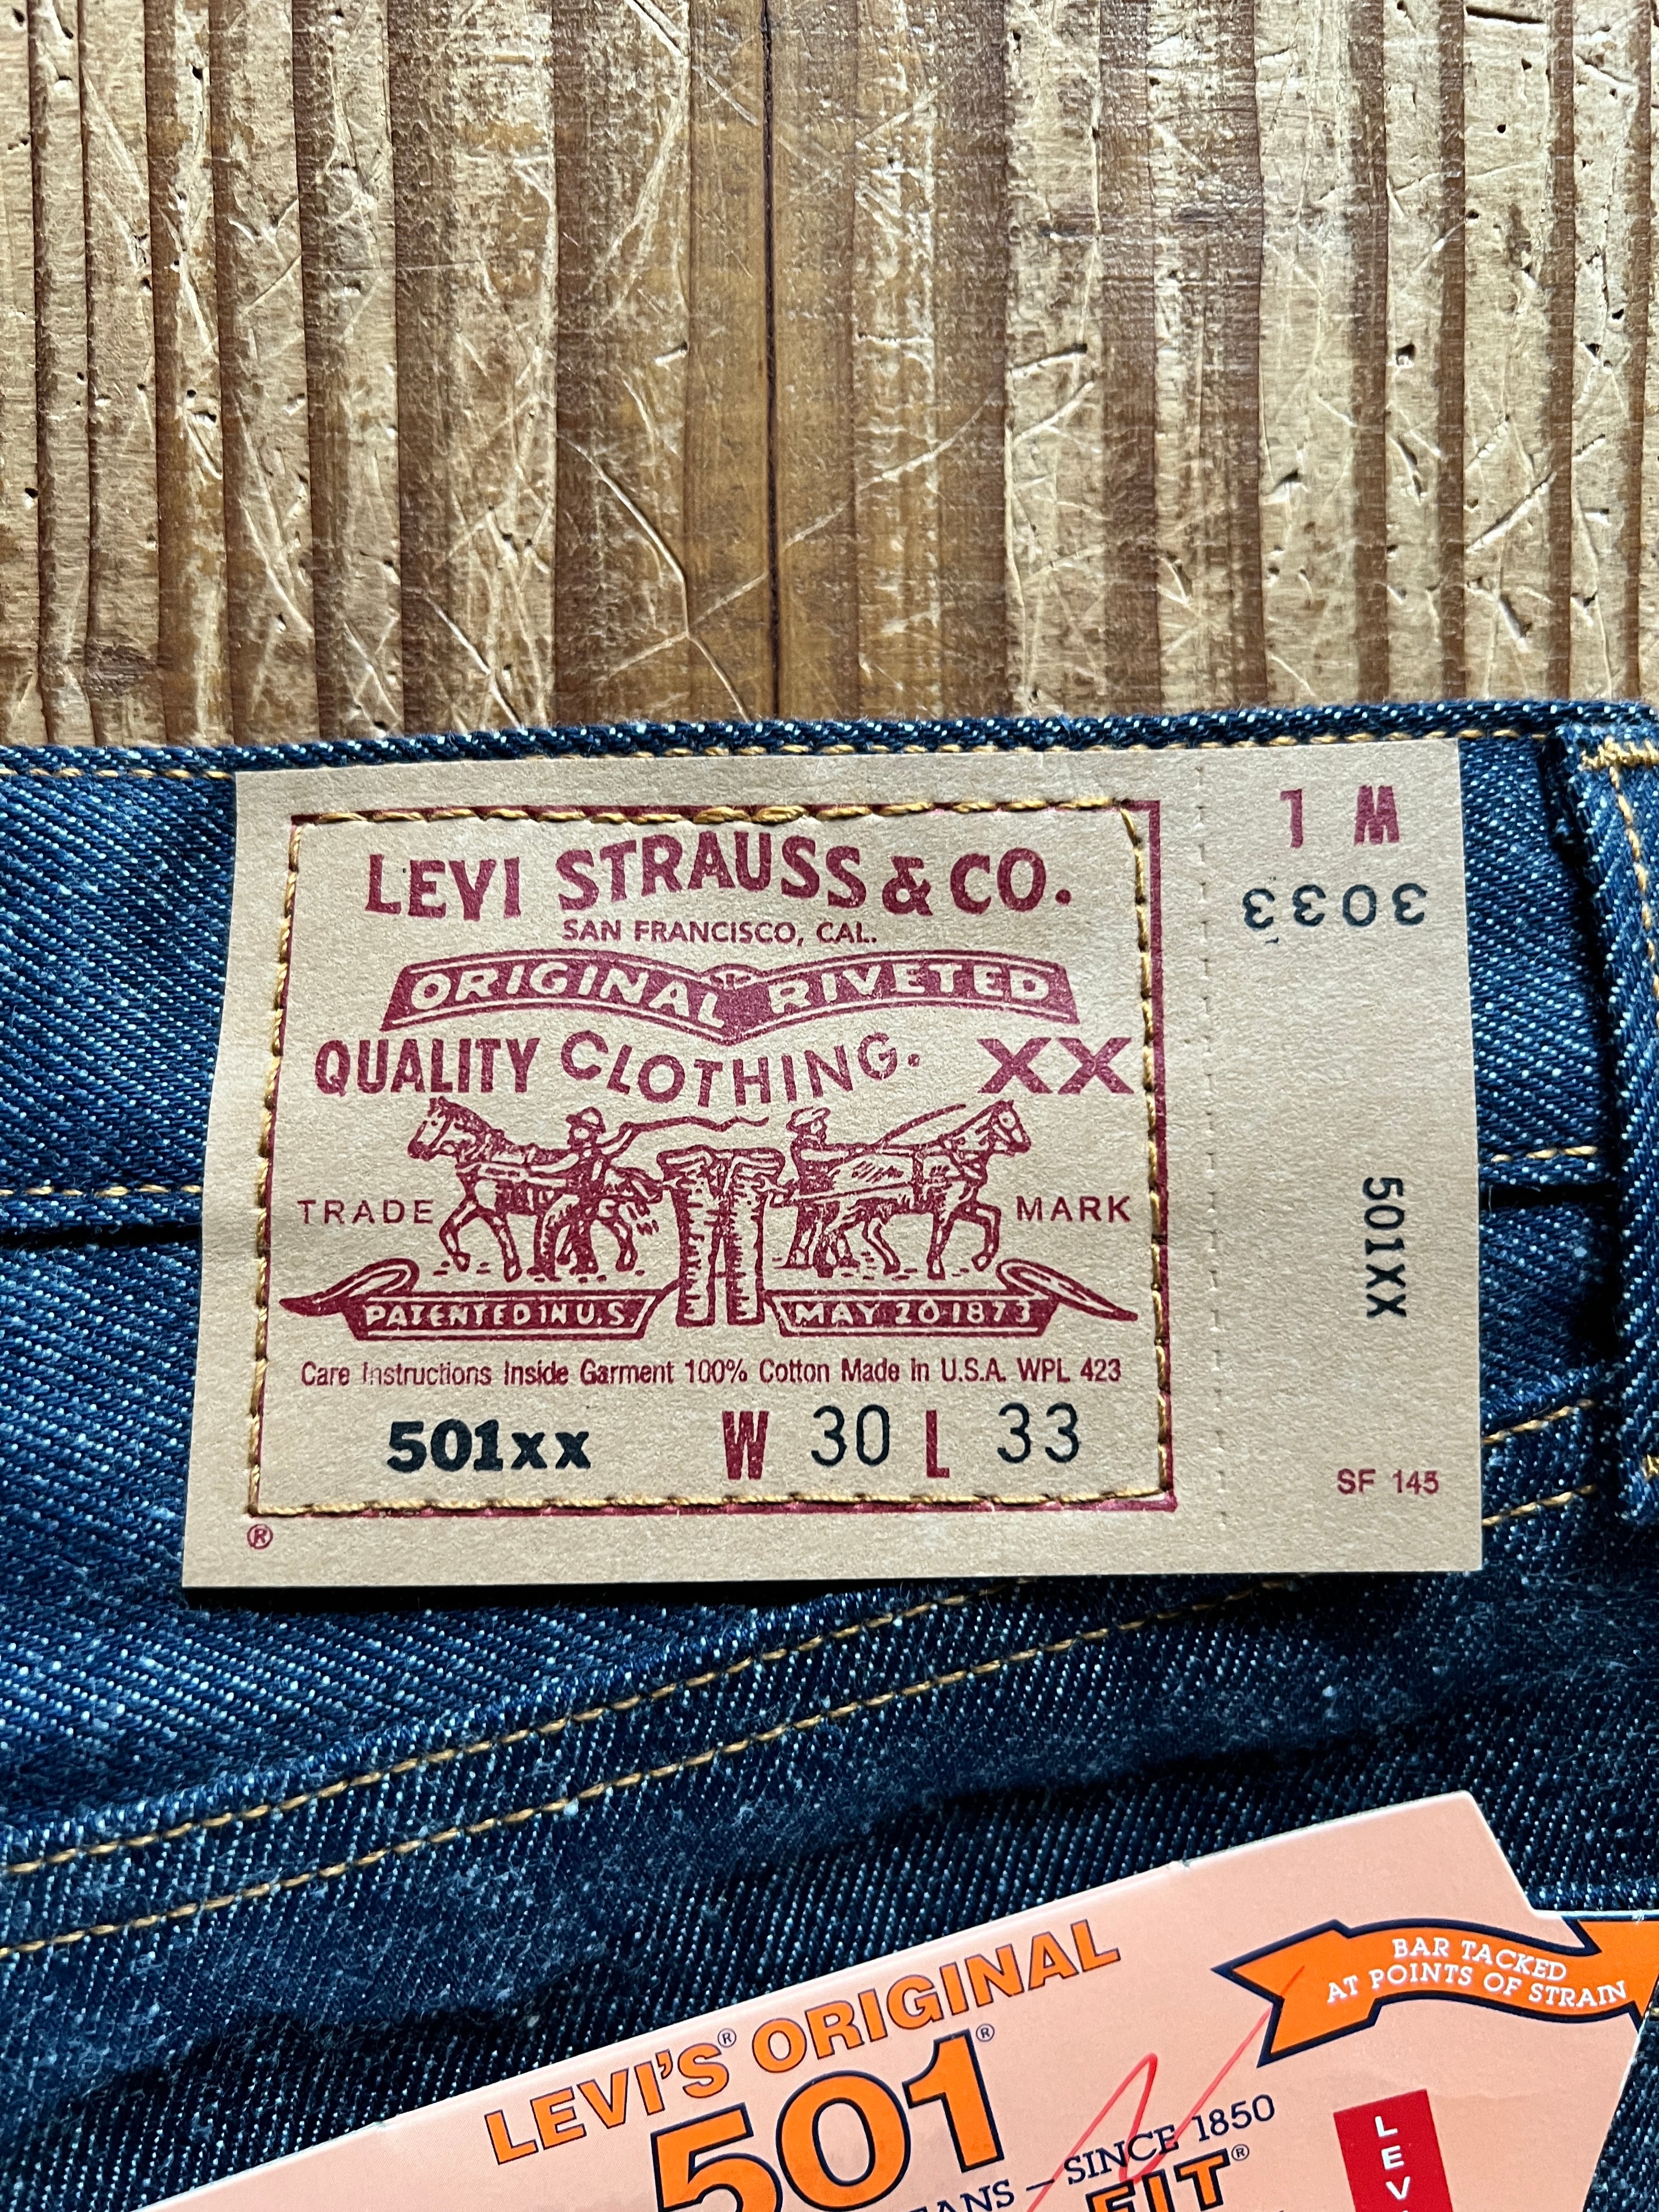 LEVI STRAUSS & CO.
SAN FRANCISCO, CAL.
ORIGINAL RIVETED
QUALITY CLOTHING. XX
TRADE MARK
PATENTED IN U.S MAY 20 1873
Care Instructions Inside Garment 100% Cotton Made in U.S.A. WPL 423
501xx W 30 L 33
®
W L
3033
501XX
SF 145
LEVI'S® ORIGINAL
501®
SINCE 1850
FIT®
BAR TACKED
AT POINTS OF STRAIN
LEV